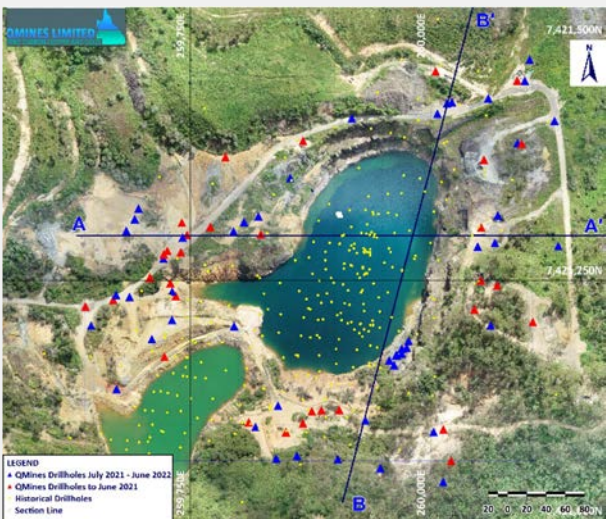 QMINES LIMITED
259,750E
260,000E
B'
7,421,500N
N
A
A'
7,421,250N
LEGEND
QMines Drillholes July 2021 - June 2022
QMines Drillholes to June 2021
Historical Drillholes
Section Line
259,750E
B
260,000E
20 0 20 40 60 80 100